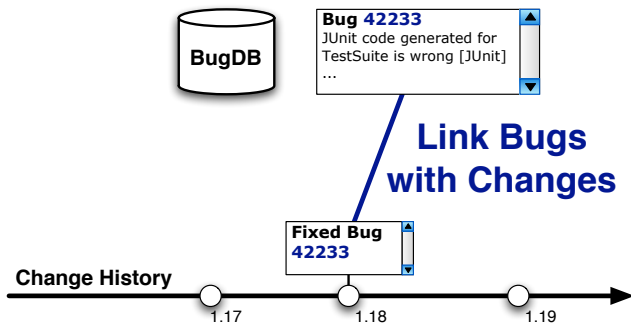 BugDB
Bug 42233
JUnit code generated for
TestSuite is wrong [JUnit]
...
Link Bugs
with Changes
Fixed Bug
42233
Change History
1.17
1.18
1.19